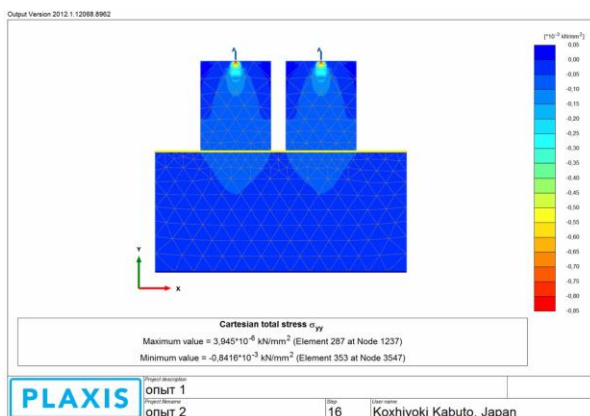 Output Version 2012.1.12088.8962
[*10⁻³ kN/mm²]
0,05
0,00
-0,05
-0,10
-0,15
-0,20
-0,25
-0,30
-0,35
-0,40
-0,45
-0,50
-0,55
-0,60
-0,65
-0,70
-0,75
-0,80
-0,85
A
A
Y
X
Cartesian total stress σyy
Maximum value = 3,945*10⁻⁶ kN/mm² (Element 287 at Node 1237)
Minimum value = -0,8416*10⁻³ kN/mm² (Element 353 at Node 3547)
PLAXIS
Project description
опыт 1
Project filename
опыт 2
Step
16
User name
Koxhiyoki Kabuto, Japan